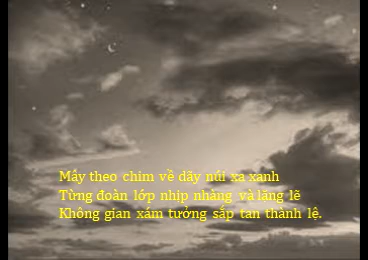 Mấy theo chim về dãy núi xa xanh
Từng đoàn lớp nhịp nhàng và lặng lẽ
Không gian xám tưởng sắp tan thành lệ.